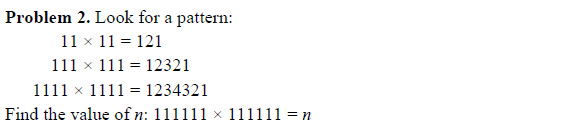 Problem 2. Look for a pattern:
11 × 11 = 121
111 × 111 = 12321
1111 × 1111 = 1234321
Find the value of n: 111111 × 111111 = n